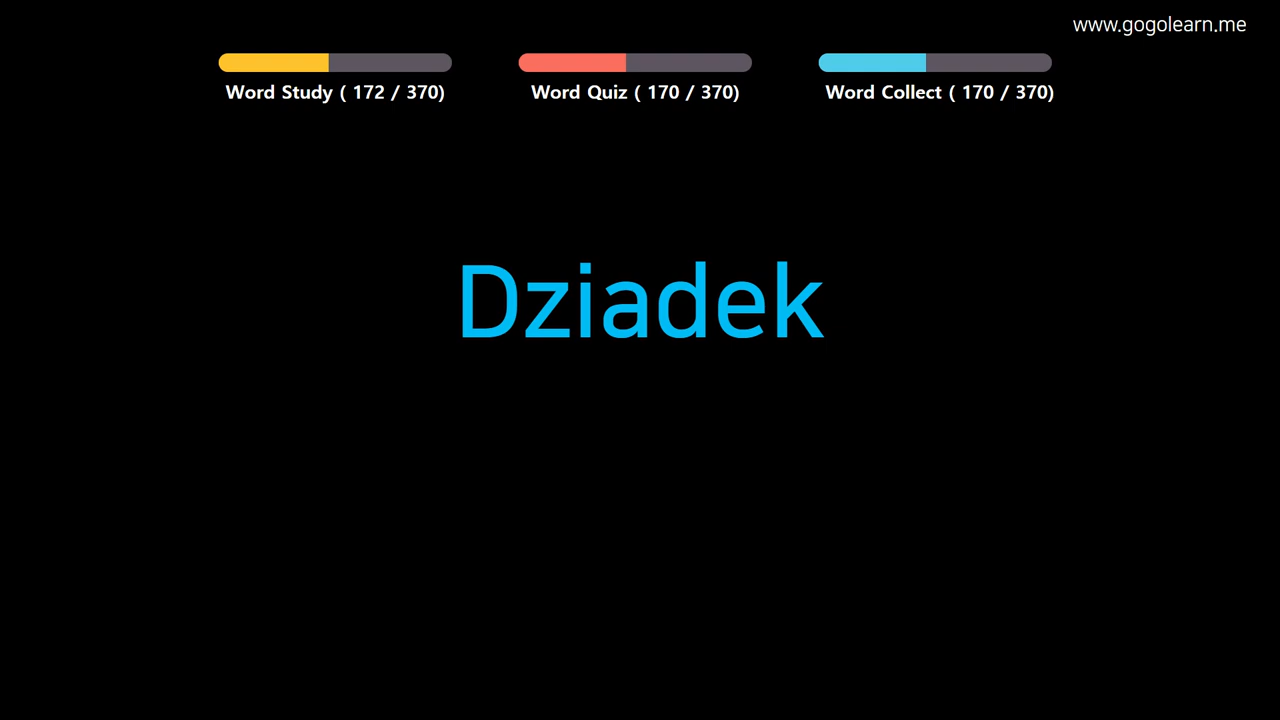 www.gogolearn.me
Word Study ( 172 / 370)
Word Quiz ( 170 / 370)
Word Collect ( 170 / 370)
Dziadek